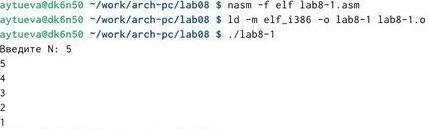 aytueva@dk6n50 ~/work/arch-pc/lab08 $ nasm -f elf lab8-1.asm
aytueva@dk6n50 ~/work/arch-pc/lab08 $ ld -m elf_i386 -o lab8-1 lab8-1.o
aytueva@dk6n50 ~/work/arch-pc/lab08 $ ./lab8-1
Введите N: 5
5
4
3
2
1